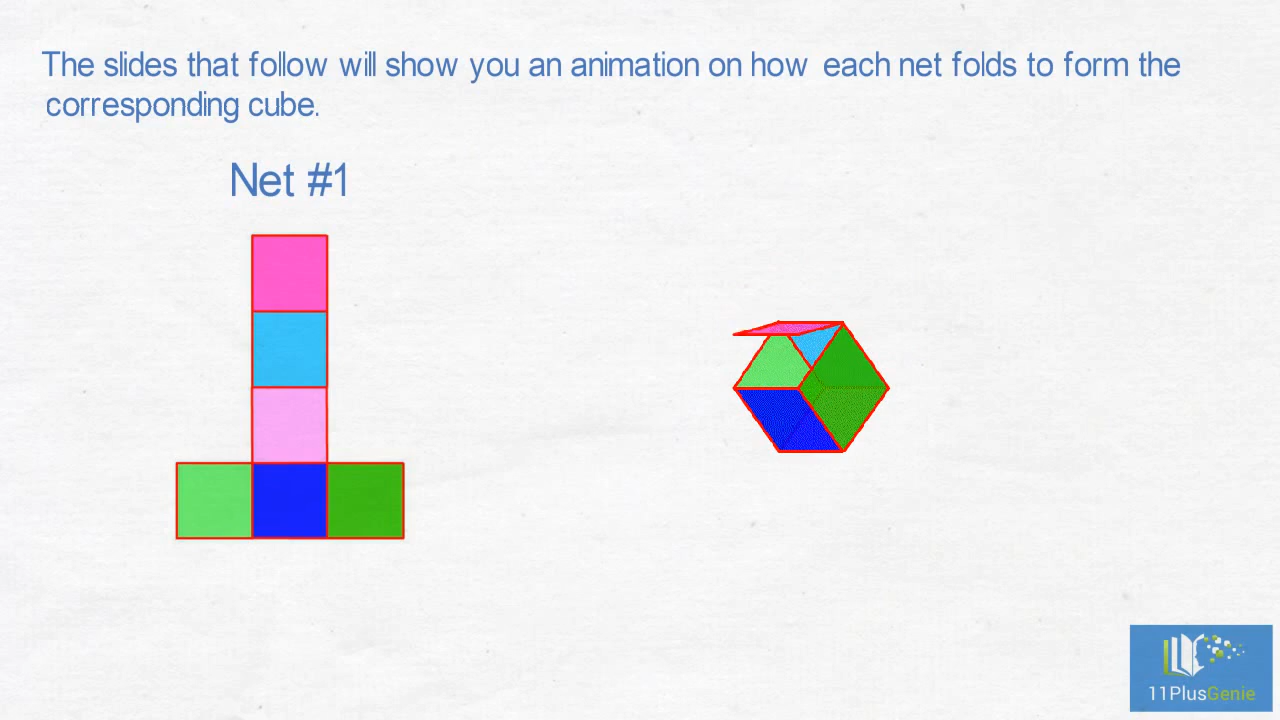 The slides that follow will show you an animation on how each net folds to form the
corresponding cube.
Net #1
11PlusGenie